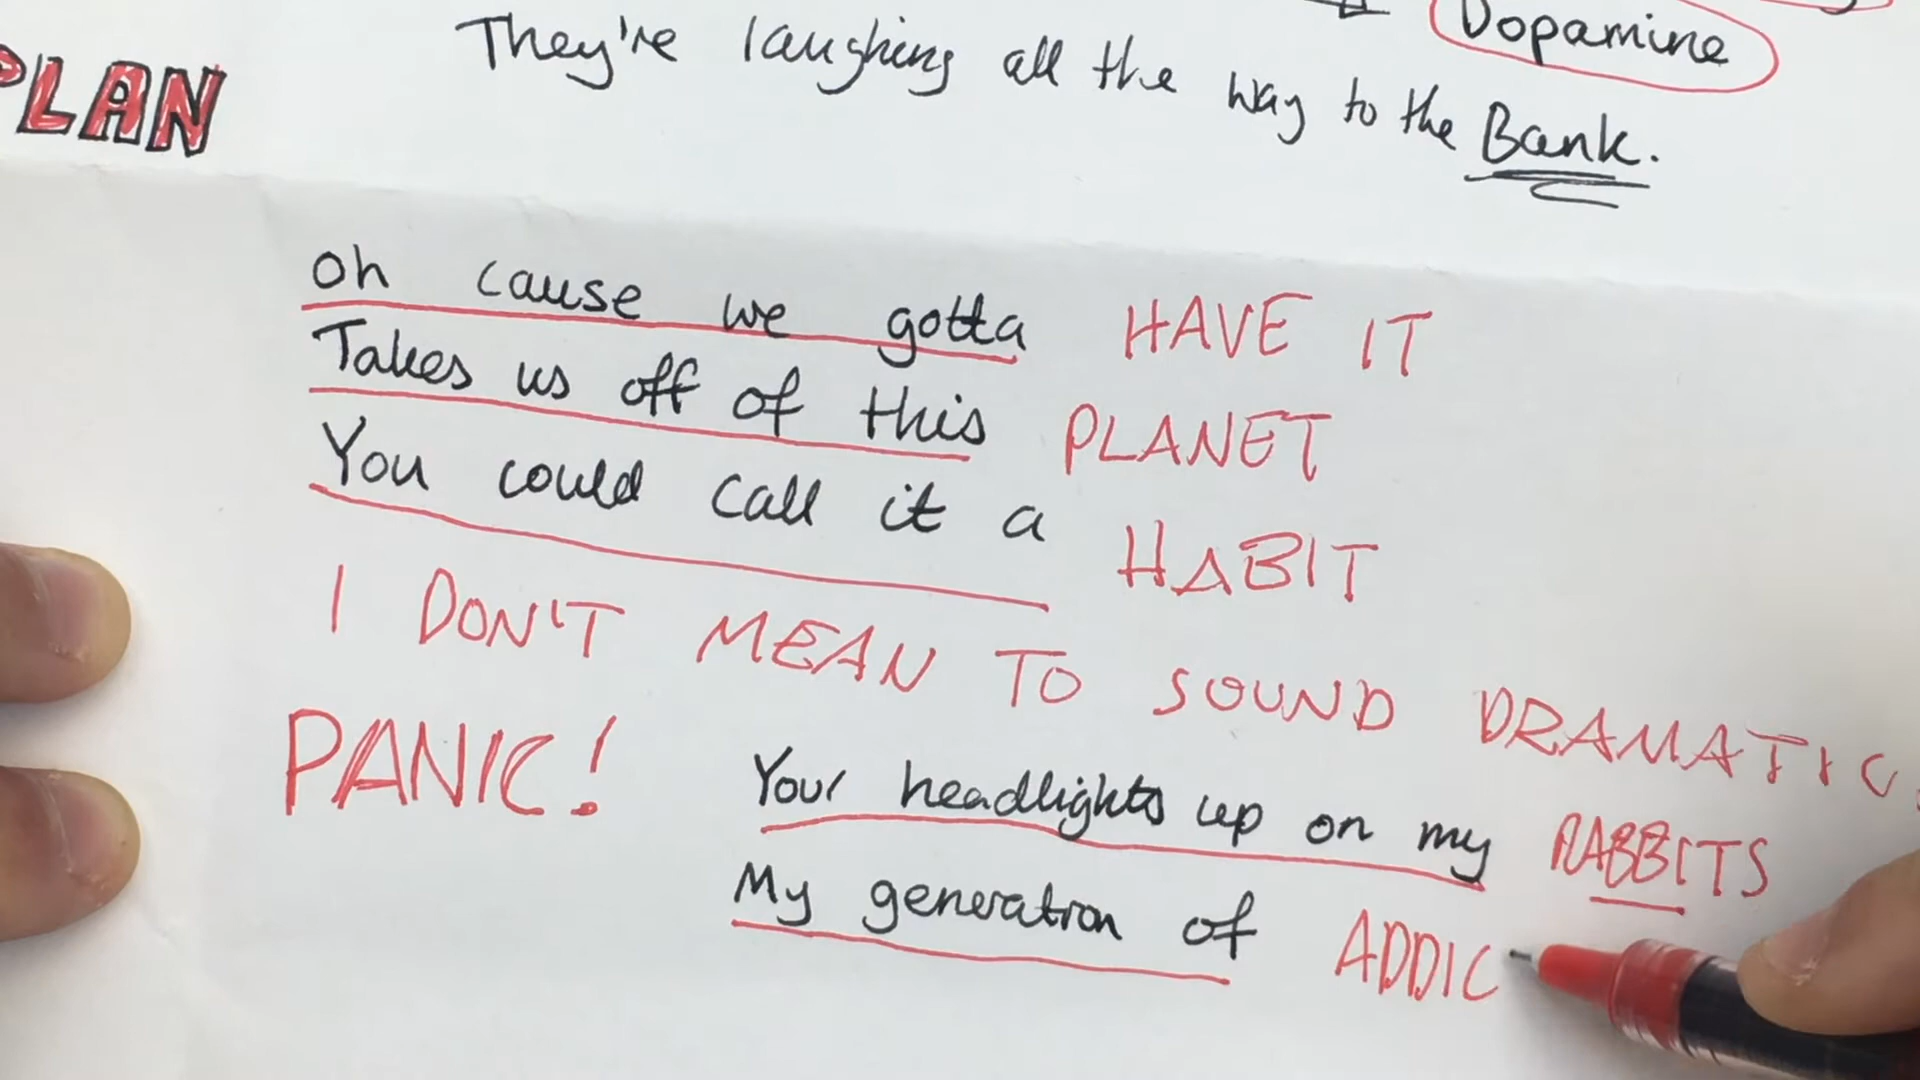 Dopamine
They're laughing all the way to the Bank.
PLAN
oh cause we gotta HAVE IT
Takes us off of this PLANET
You could call it a HABIT
I DON'T MEAN TO SOUND DRAMATIC.
PANIC!
Your headlights up on my RABBITS
My generation of ADDIC